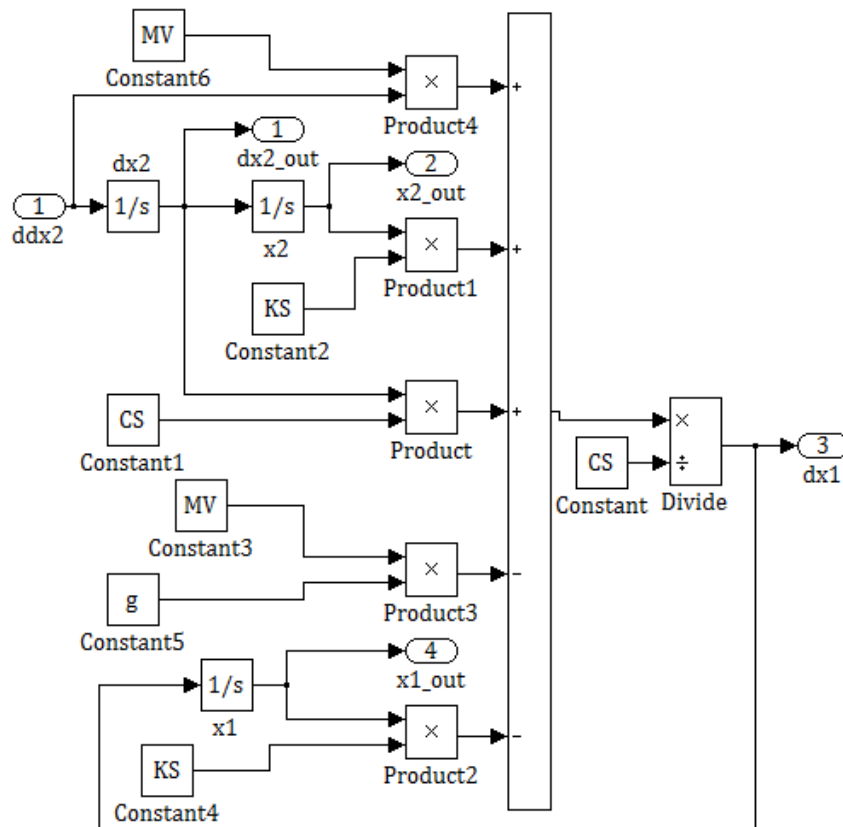 MV
Constant6
×
Product4
+
1
dx2_out
dx2
2
x2_out
1
ddx2
1/s
1/s
x2
×
Product1
+
KS
Constant2
CS
Constant1
×
Product
+
×
÷
Divide
CS
Constant
3
dx1
MV
Constant3
×
Product3
−
g
Constant5
4
x1_out
1/s
x1
×
Product2
−
KS
Constant4